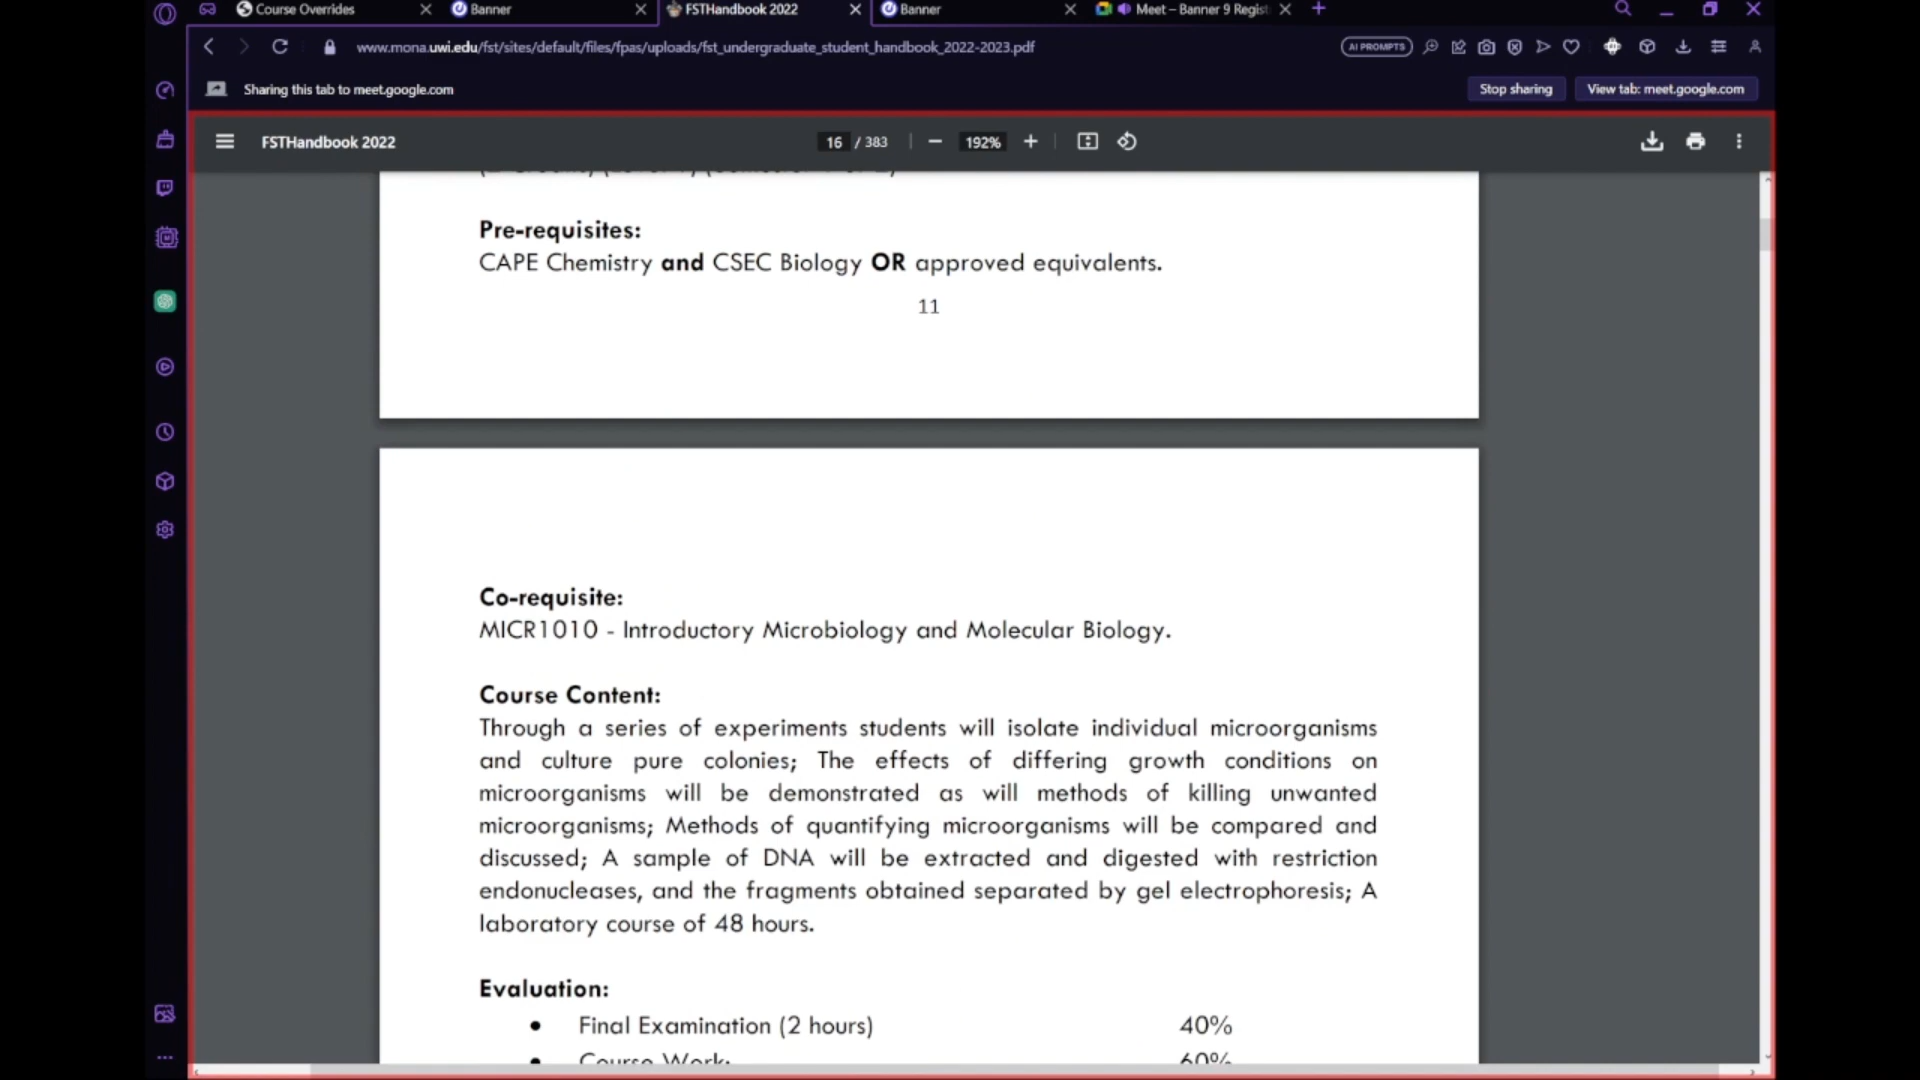 Course Overrides
Banner
FSTHandbook 2022
Banner
Meet – Banner 9 Regist
www.mona.uwi.edu/fst/sites/default/files/fpas/uploads/fst_undergraduate_student_handbook_2022-2023.pdf
AI PROMPTS
Sharing this tab to meet.google.com
Stop sharing
View tab: meet.google.com
FSTHandbook 2022
16 / 383
192%
Pre-requisites:
CAPE Chemistry and CSEC Biology OR approved equivalents.
11
Co-requisite:
MICR1010 - Introductory Microbiology and Molecular Biology.
Course Content:
Through a series of experiments students will isolate individual microorganisms
and culture pure colonies; The effects of differing growth conditions on
microorganisms will be demonstrated as will methods of killing unwanted
microorganisms; Methods of quantifying microorganisms will be compared and
discussed; A sample of DNA will be extracted and digested with restriction
endonucleases, and the fragments obtained separated by gel electrophoresis; A
laboratory course of 48 hours.
Evaluation:
• Final Examination (2 hours) 40%
• Course Work: 60%